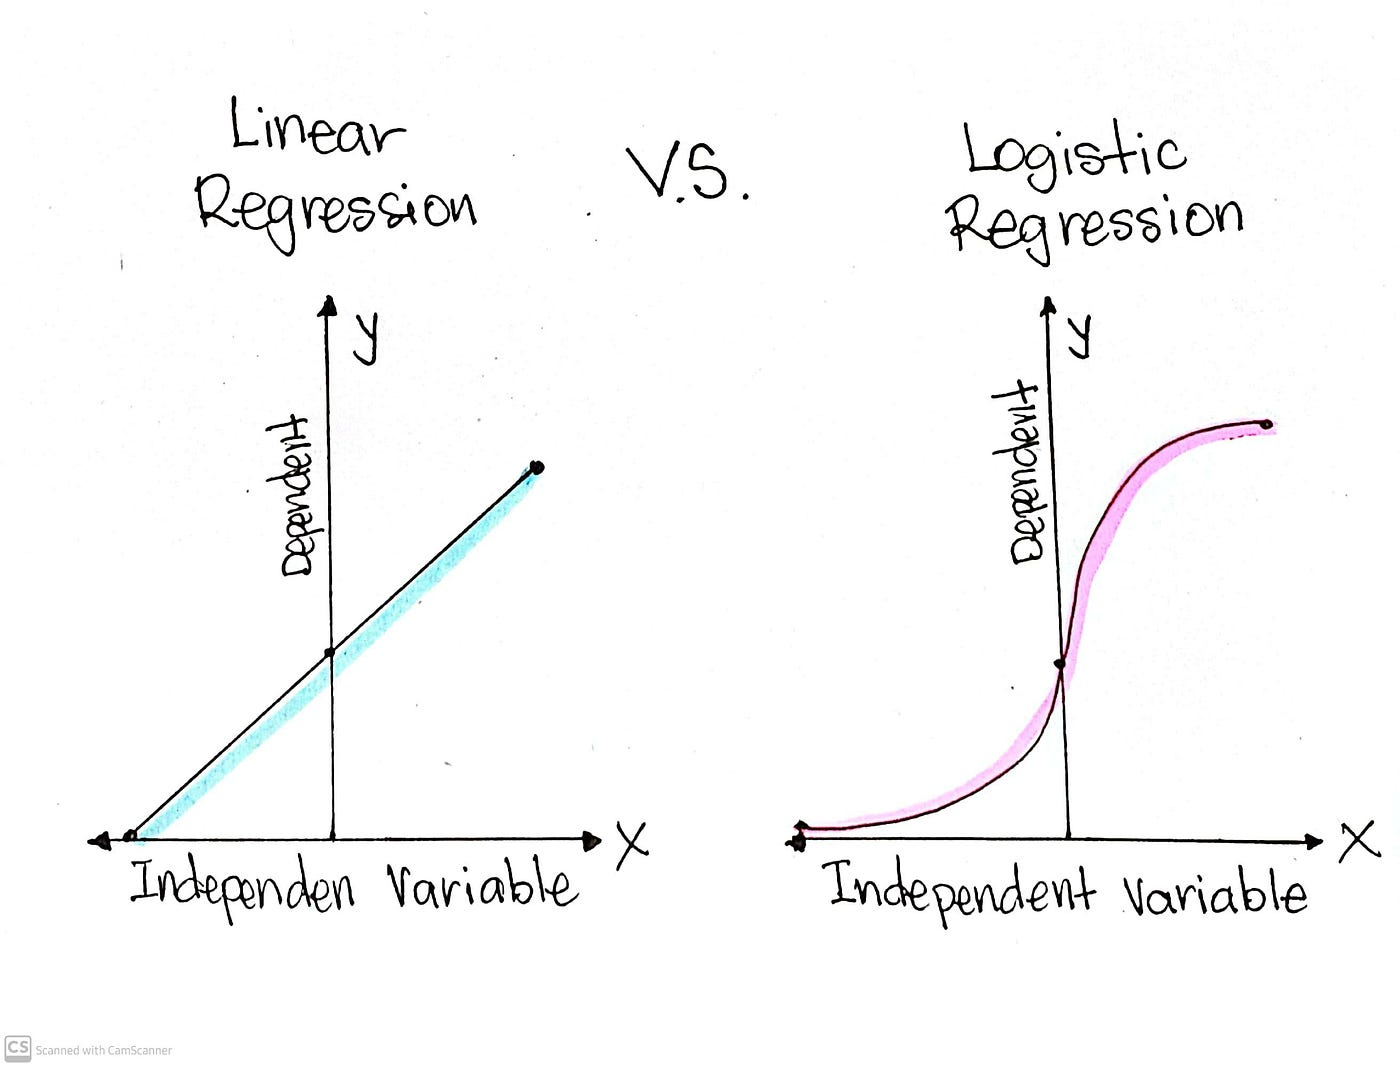 Linear
Regression
V.S.
Logistic
Regression
y
Dependent
X
Independen Variable
y
Dependent
X
Independent Variable
CS Scanned with CamScanner